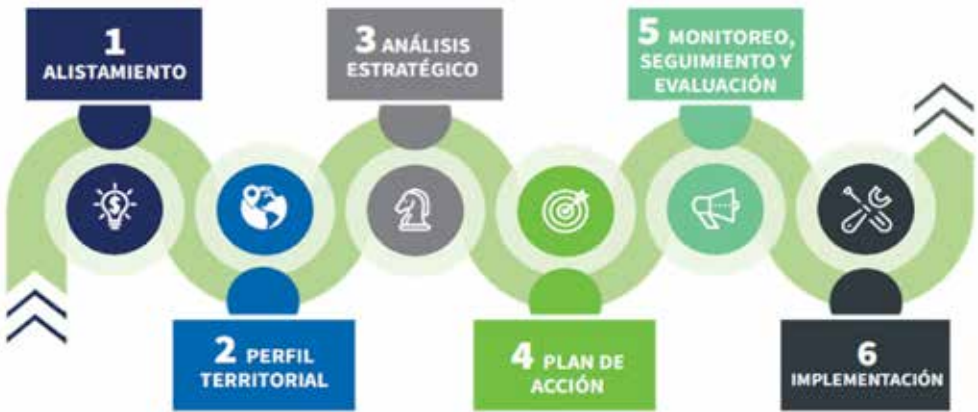 1
ALISTAMIENTO
2 PERFIL
TERRITORIAL
3 ANÁLISIS
ESTRATÉGICO
4 PLAN DE
ACCIÓN
5 MONITOREO,
SEGUIMIENTO Y
EVALUACIÓN
6
IMPLEMENTACIÓN
$